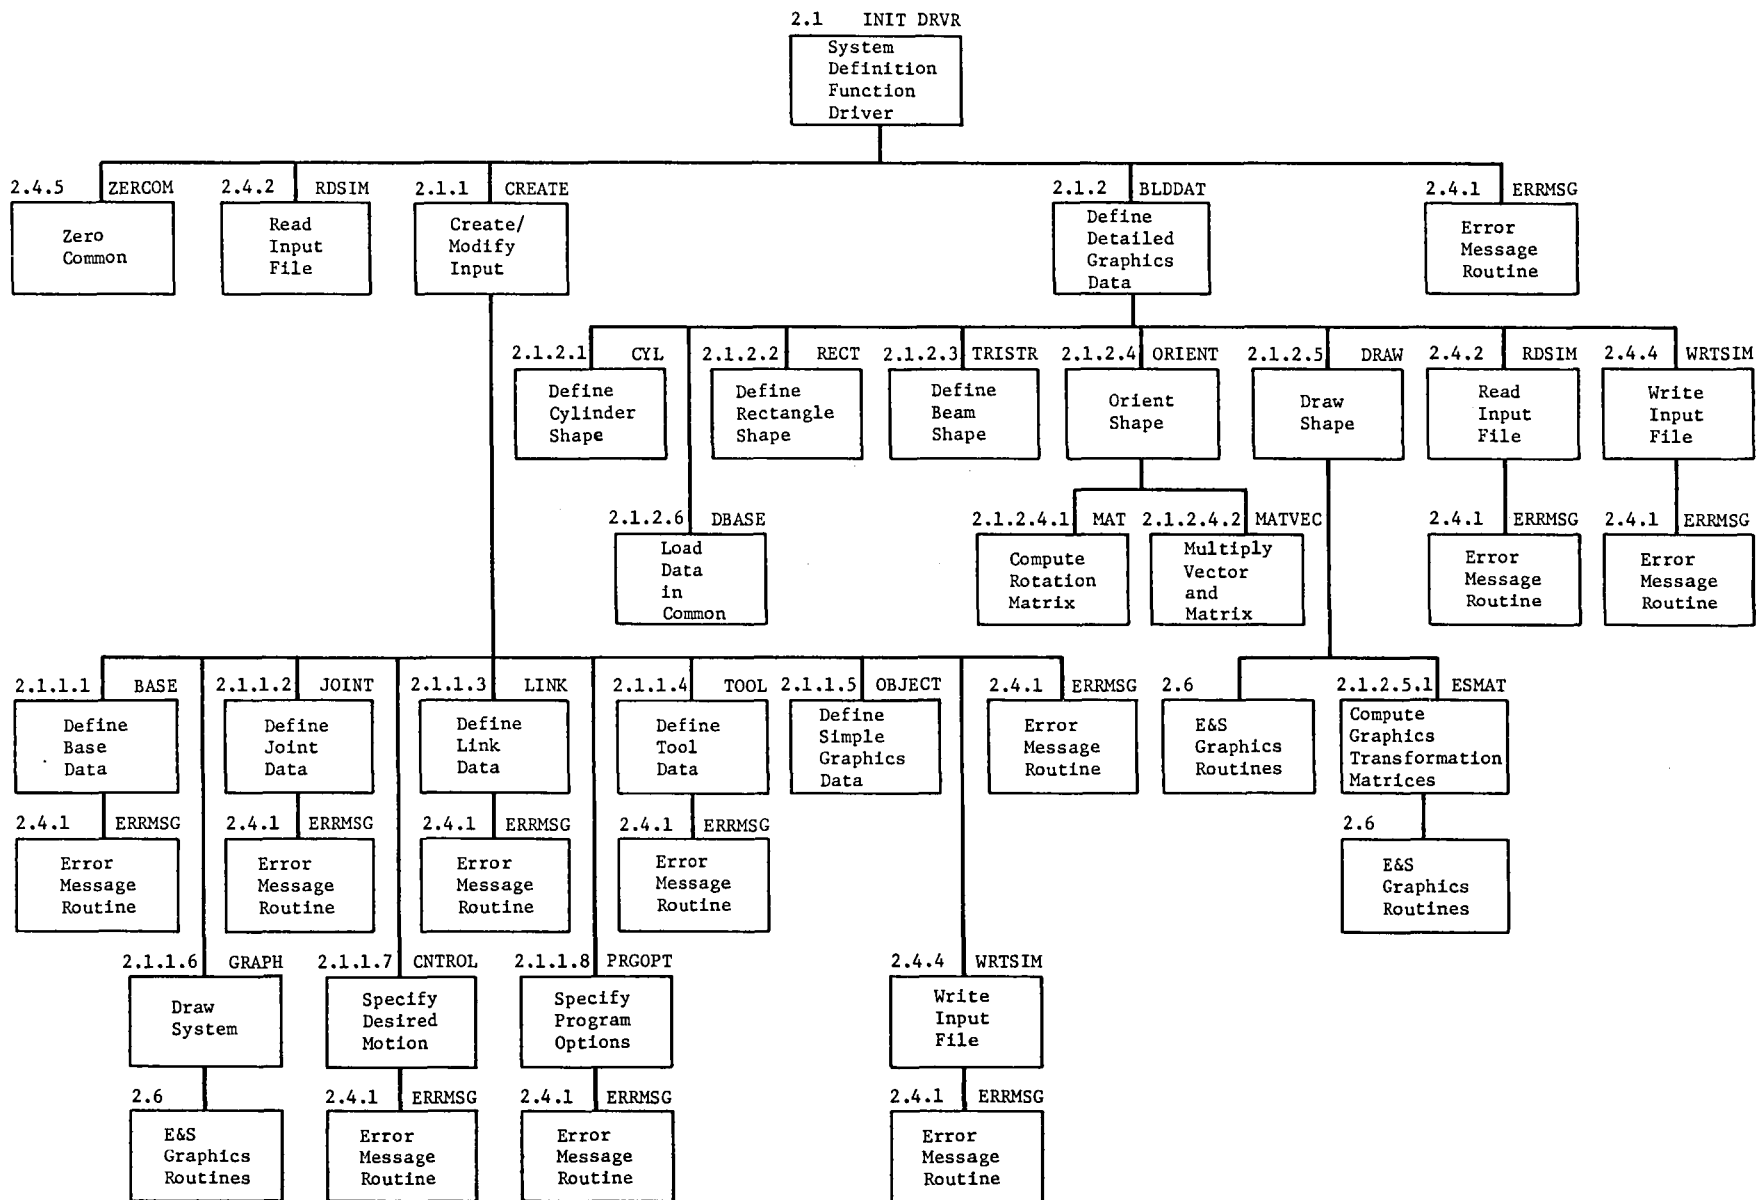 2.1 INIT DRVR
System
Definition
Function
Driver
2.4.5 ZERCOM
Zero
Common
2.4.2 RDSIM
Read
Input
File
2.1.1 CREATE
Create/
Modify
Input
2.1.2 BLDDAT
Define
Detailed
Graphics
Data
2.4.1 ERRMSG
Error
Message
Routine
2.1.2.1 CYL
Define
Cylinder
Shape
2.1.2.2 RECT
Define
Rectangle
Shape
2.1.2.3 TRISTR
Define
Beam
Shape
2.1.2.4 ORIENT
Orient
Shape
2.1.2.5 DRAW
Draw
Shape
2.4.2 RDSIM
Read
Input
File
2.4.4 WRTSIM
Write
Input
File
2.1.2.6 DBASE
Load
Data
in
Common
2.1.2.4.1 MAT
Compute
Rotation
Matrix
2.1.2.4.2 MATVEC
Multiply
Vector
and
Matrix
2.4.1 ERRMSG
Error
Message
Routine
2.4.1 ERRMSG
Error
Message
Routine
2.1.1.1 BASE
Define
Base
Data
2.1.1.2 JOINT
Define
Joint
Data
2.1.1.3 LINK
Define
Link
Data
2.1.1.4 TOOL
Define
Tool
Data
2.1.1.5 OBJECT
Define
Simple
Graphics
Data
2.4.1 ERRMSG
Error
Message
Routine
2.6
E&S
Graphics
Routines
2.1.2.5.1 ESMAT
Compute
Graphics
Transformation
Matrices
2.4.1 ERRMSG
Error
Message
Routine
2.4.1 ERRMSG
Error
Message
Routine
2.4.1 ERRMSG
Error
Message
Routine
2.4.1 ERRMSG
Error
Message
Routine
2.6
E&S
Graphics
Routines
2.1.1.6 GRAPH
Draw
System
2.1.1.7 CNTROL
Specify
Desired
Motion
2.1.1.8 PRGOPT
Specify
Program
Options
2.4.4 WRTSIM
Write
Input
File
2.6
E&S
Graphics
Routines
2.4.1 ERRMSG
Error
Message
Routine
2.4.1 ERRMSG
Error
Message
Routine
2.4.1 ERRMSG
Error
Message
Routine